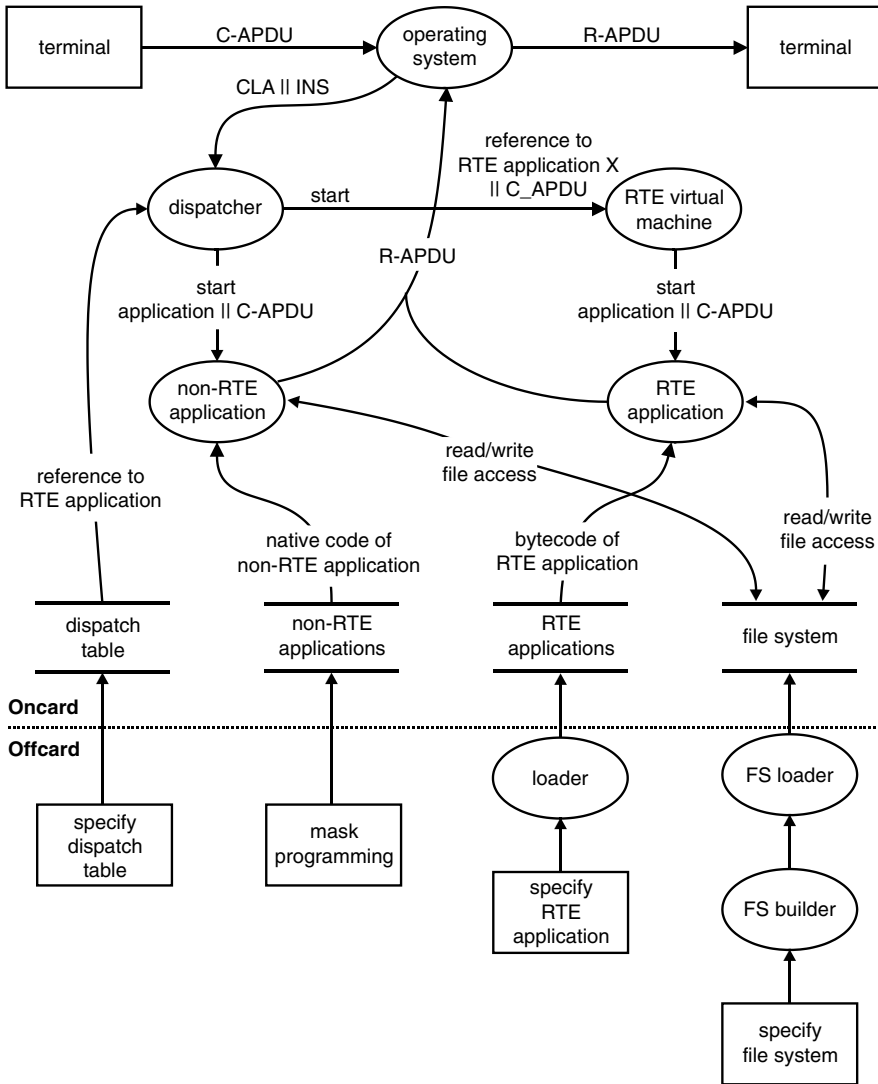 terminal
C-APDU
operating
system
R-APDU
terminal
CLA || INS
reference to
RTE application X
|| C_APDU
dispatcher
start
RTE virtual
machine
R-APDU
start
application || C-APDU
start
application || C-APDU
non-RTE
application
RTE
application
read/write
file access
reference to
RTE application
native code of
non-RTE application
bytecode of
RTE application
read/write
file access
dispatch
table
non-RTE
applications
RTE
applications
file system
Oncard
Offcard
loader
FS loader
specify
dispatch
table
mask
programming
specify
RTE
application
FS builder
specify
file system